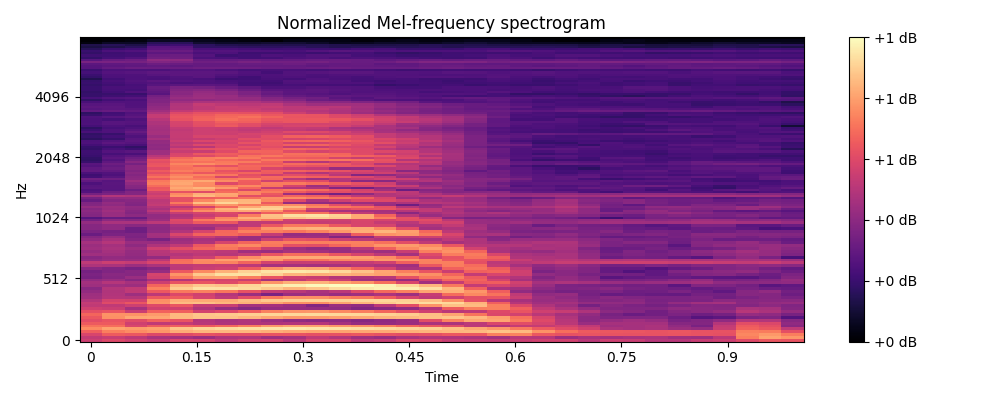 Normalized Mel-frequency spectrogram
Hz
4096
2048
1024
512
0
0 0.15 0.3 0.45 0.6 0.75 0.9
Time
+1 dB
+1 dB
+1 dB
+0 dB
+0 dB
+0 dB